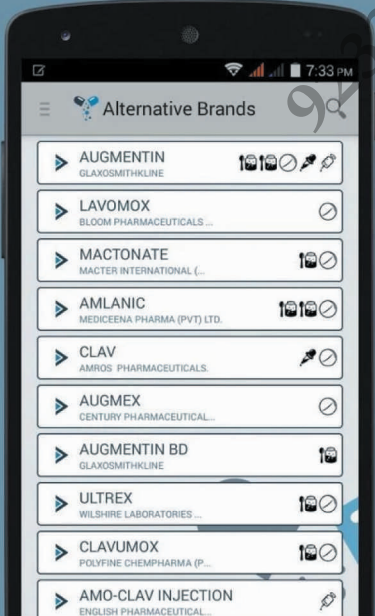 7:33 PM
Alternative Brands
AUGMENTIN
GLAXOSMITHKLINE
LAVOMOX
BLOOM PHARMACEUTICALS ...
MACTONATE
MACTER INTERNATIONAL (...
AMLANIC
MEDICEENA PHARMA (PVT) LTD.
CLAV
AMROS PHARMACEUTICALS.
AUGMEX
CENTURY PHARMACEUTICAL...
AUGMENTIN BD
GLAXOSMITHKLINE
ULTREX
WILSHIRE LABORATORIES ...
CLAVUMOX
POLYFINE CHEMPHARMA (P...
AMO-CLAV INJECTION
ENGLISH PHARMACEUTICAL...